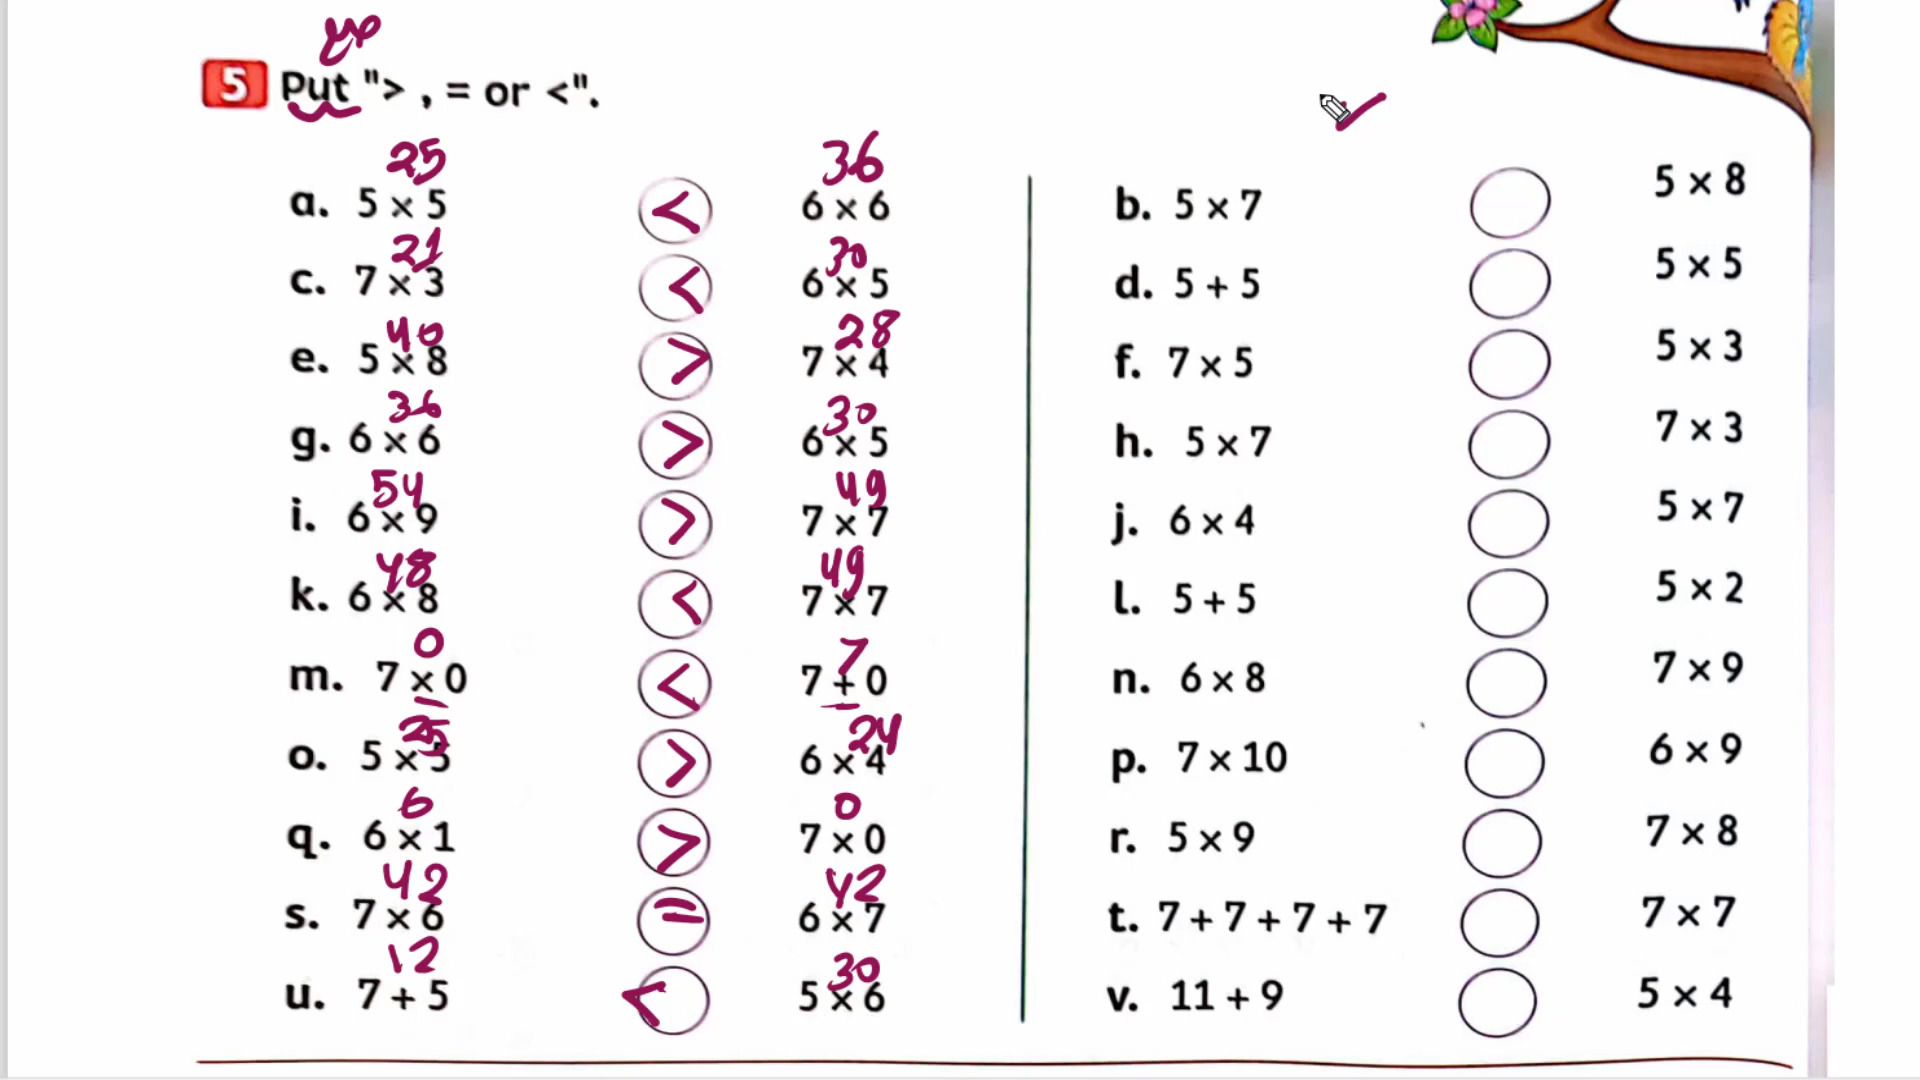 5 Put ">, = or <".
25 36
a. 5 × 5 < 6 × 6 b. 5 × 7 5 × 8
21 30
c. 7 × 3 < 6 × 5 d. 5 + 5 5 × 5
40 28
e. 5 × 8 > 7 × 4 f. 7 × 5 5 × 3
36 30
g. 6 × 6 > 6 × 5 h. 5 × 7 7 × 3
54 49
i. 6 × 9 > 7 × 7 j. 6 × 4 5 × 7
48 49
k. 6 × 8 < 7 × 7 l. 5 + 5 5 × 2
0 7
m. 7 × 0 < 7 + 0 n. 6 × 8 7 × 9
25 24
o. 5 × 5 > 6 × 4 p. 7 × 10 6 × 9
6 0
q. 6 × 1 > 7 × 0 r. 5 × 9 7 × 8
42 42
s. 7 × 6 = 6 × 7 t. 7 + 7 + 7 + 7 7 × 7
12 30
u. 7 + 5 < 5 × 6 v. 11 + 9 5 × 4